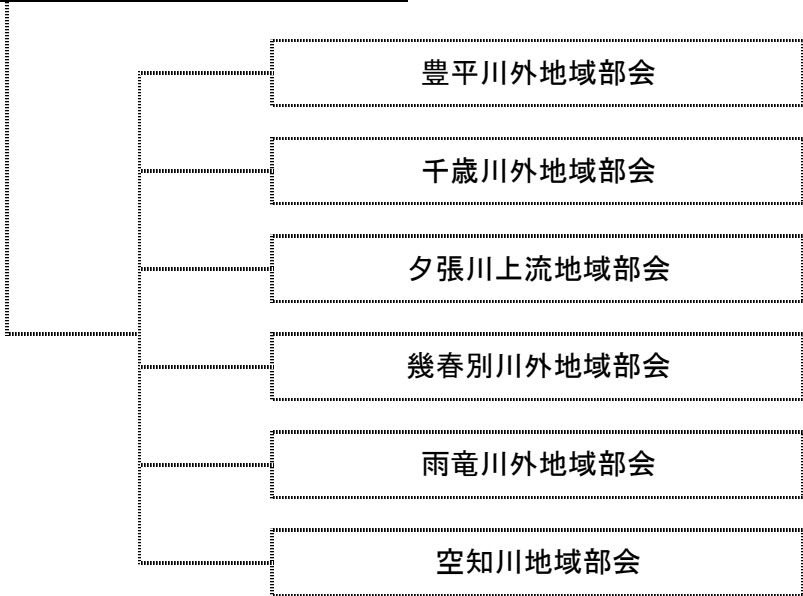 豊平川外地域部会
千歳川外地域部会
夕張川上流地域部会
幾春別川外地域部会
雨竜川外地域部会
空知川地域部会